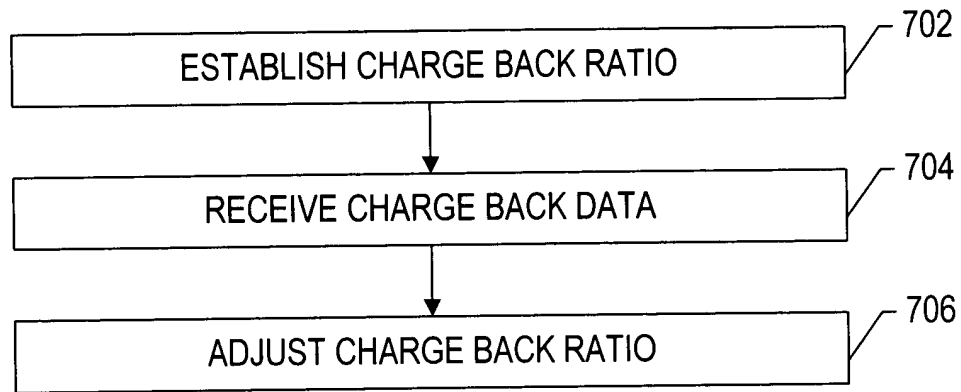 702
ESTABLISH CHARGE BACK RATIO
704
RECEIVE CHARGE BACK DATA
706
ADJUST CHARGE BACK RATIO